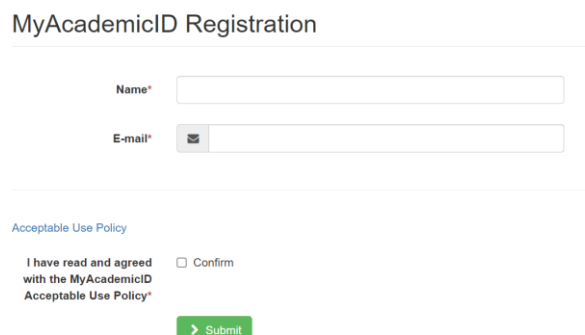 MyAcademicID Registration
Name*
E-mail*
Acceptable Use Policy
I have read and agreed
with the MyAcademicID
Acceptable Use Policy*
Confirm
Submit